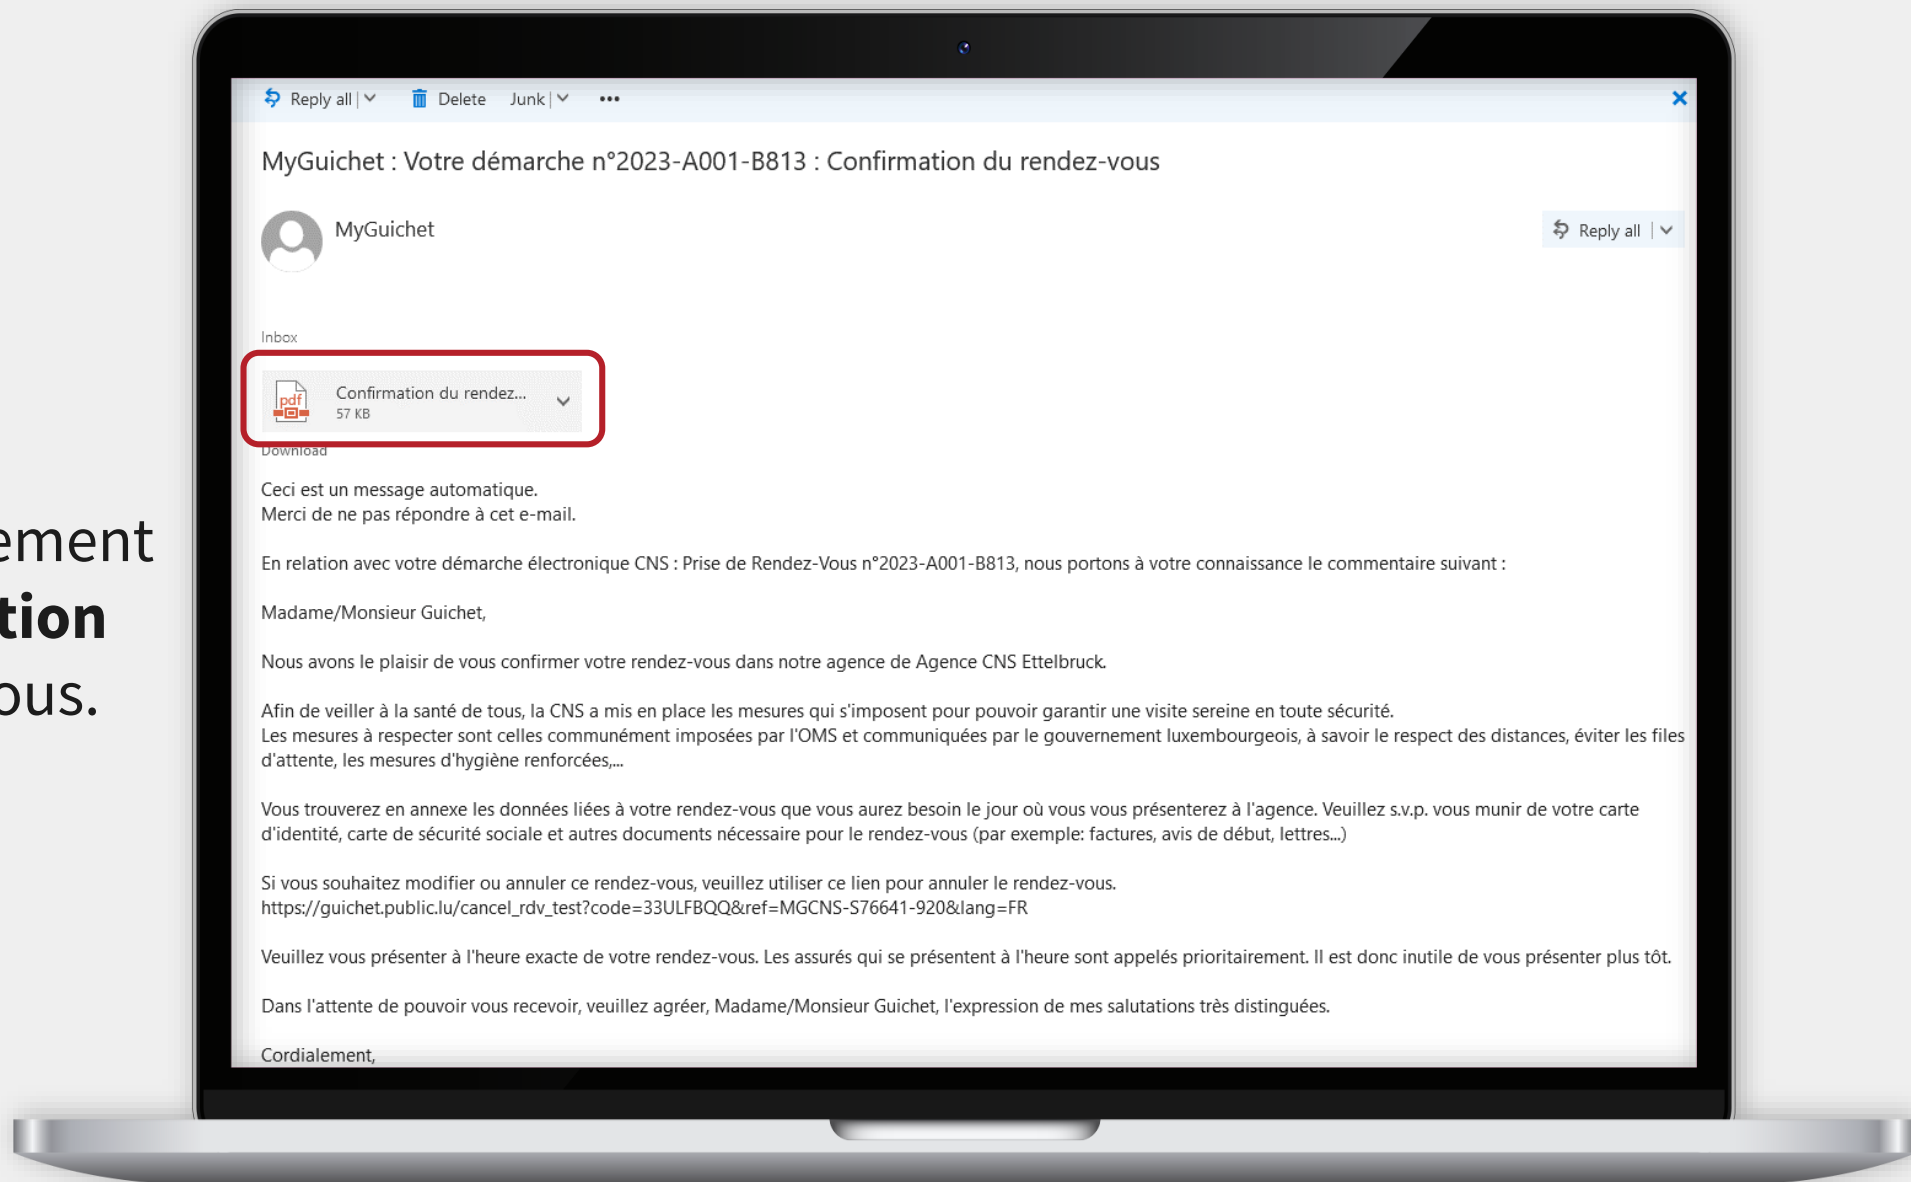 Reply all
Delete
Junk
MyGuichet : Votre démarche n°2023-A001-B813 : Confirmation du rendez-vous
MyGuichet
Reply all
Inbox
pdf
Confirmation du rendez...
57 KB
Download
Ceci est un message automatique.
Merci de ne pas répondre à cet e-mail.
En relation avec votre démarche électronique CNS : Prise de Rendez-Vous n°2023-A001-B813, nous portons à votre connaissance le commentaire suivant :
Madame/Monsieur Guichet,
Nous avons le plaisir de vous confirmer votre rendez-vous dans notre agence de Agence CNS Ettelbruck.
Afin de veiller à la santé de tous, la CNS a mis en place les mesures qui s'imposent pour pouvoir garantir une visite sereine en toute sécurité.
Les mesures à respecter sont celles communément imposées par l'OMS et communiquées par le gouvernement luxembourgeois, à savoir le respect des distances, éviter les files
d'attente, les mesures d'hygiène renforcées,...
Vous trouverez en annexe les données liées à votre rendez-vous que vous aurez besoin le jour où vous vous présenterez à l'agence. Veuillez s.v.p. vous munir de votre carte
d'identité, carte de sécurité sociale et autres documents nécessaire pour le rendez-vous (par exemple: factures, avis de début, lettres...)
Si vous souhaitez modifier ou annuler ce rendez-vous, veuillez utiliser ce lien pour annuler le rendez-vous.
https://guichet.public.lu/cancel_rdv_test?code=33ULFBQQ&ref=MGCNS-S76641-920&lang=FR
Veuillez vous présenter à l'heure exacte de votre rendez-vous. Les assurés qui se présentent à l'heure sont appelés prioritairement. Il est donc inutile de vous présenter plus tôt.
Dans l'attente de pouvoir vous recevoir, veuillez agréer, Madame/Monsieur Guichet, l'expression de mes salutations très distinguées.
Cordialement,
ement
tion
ous.